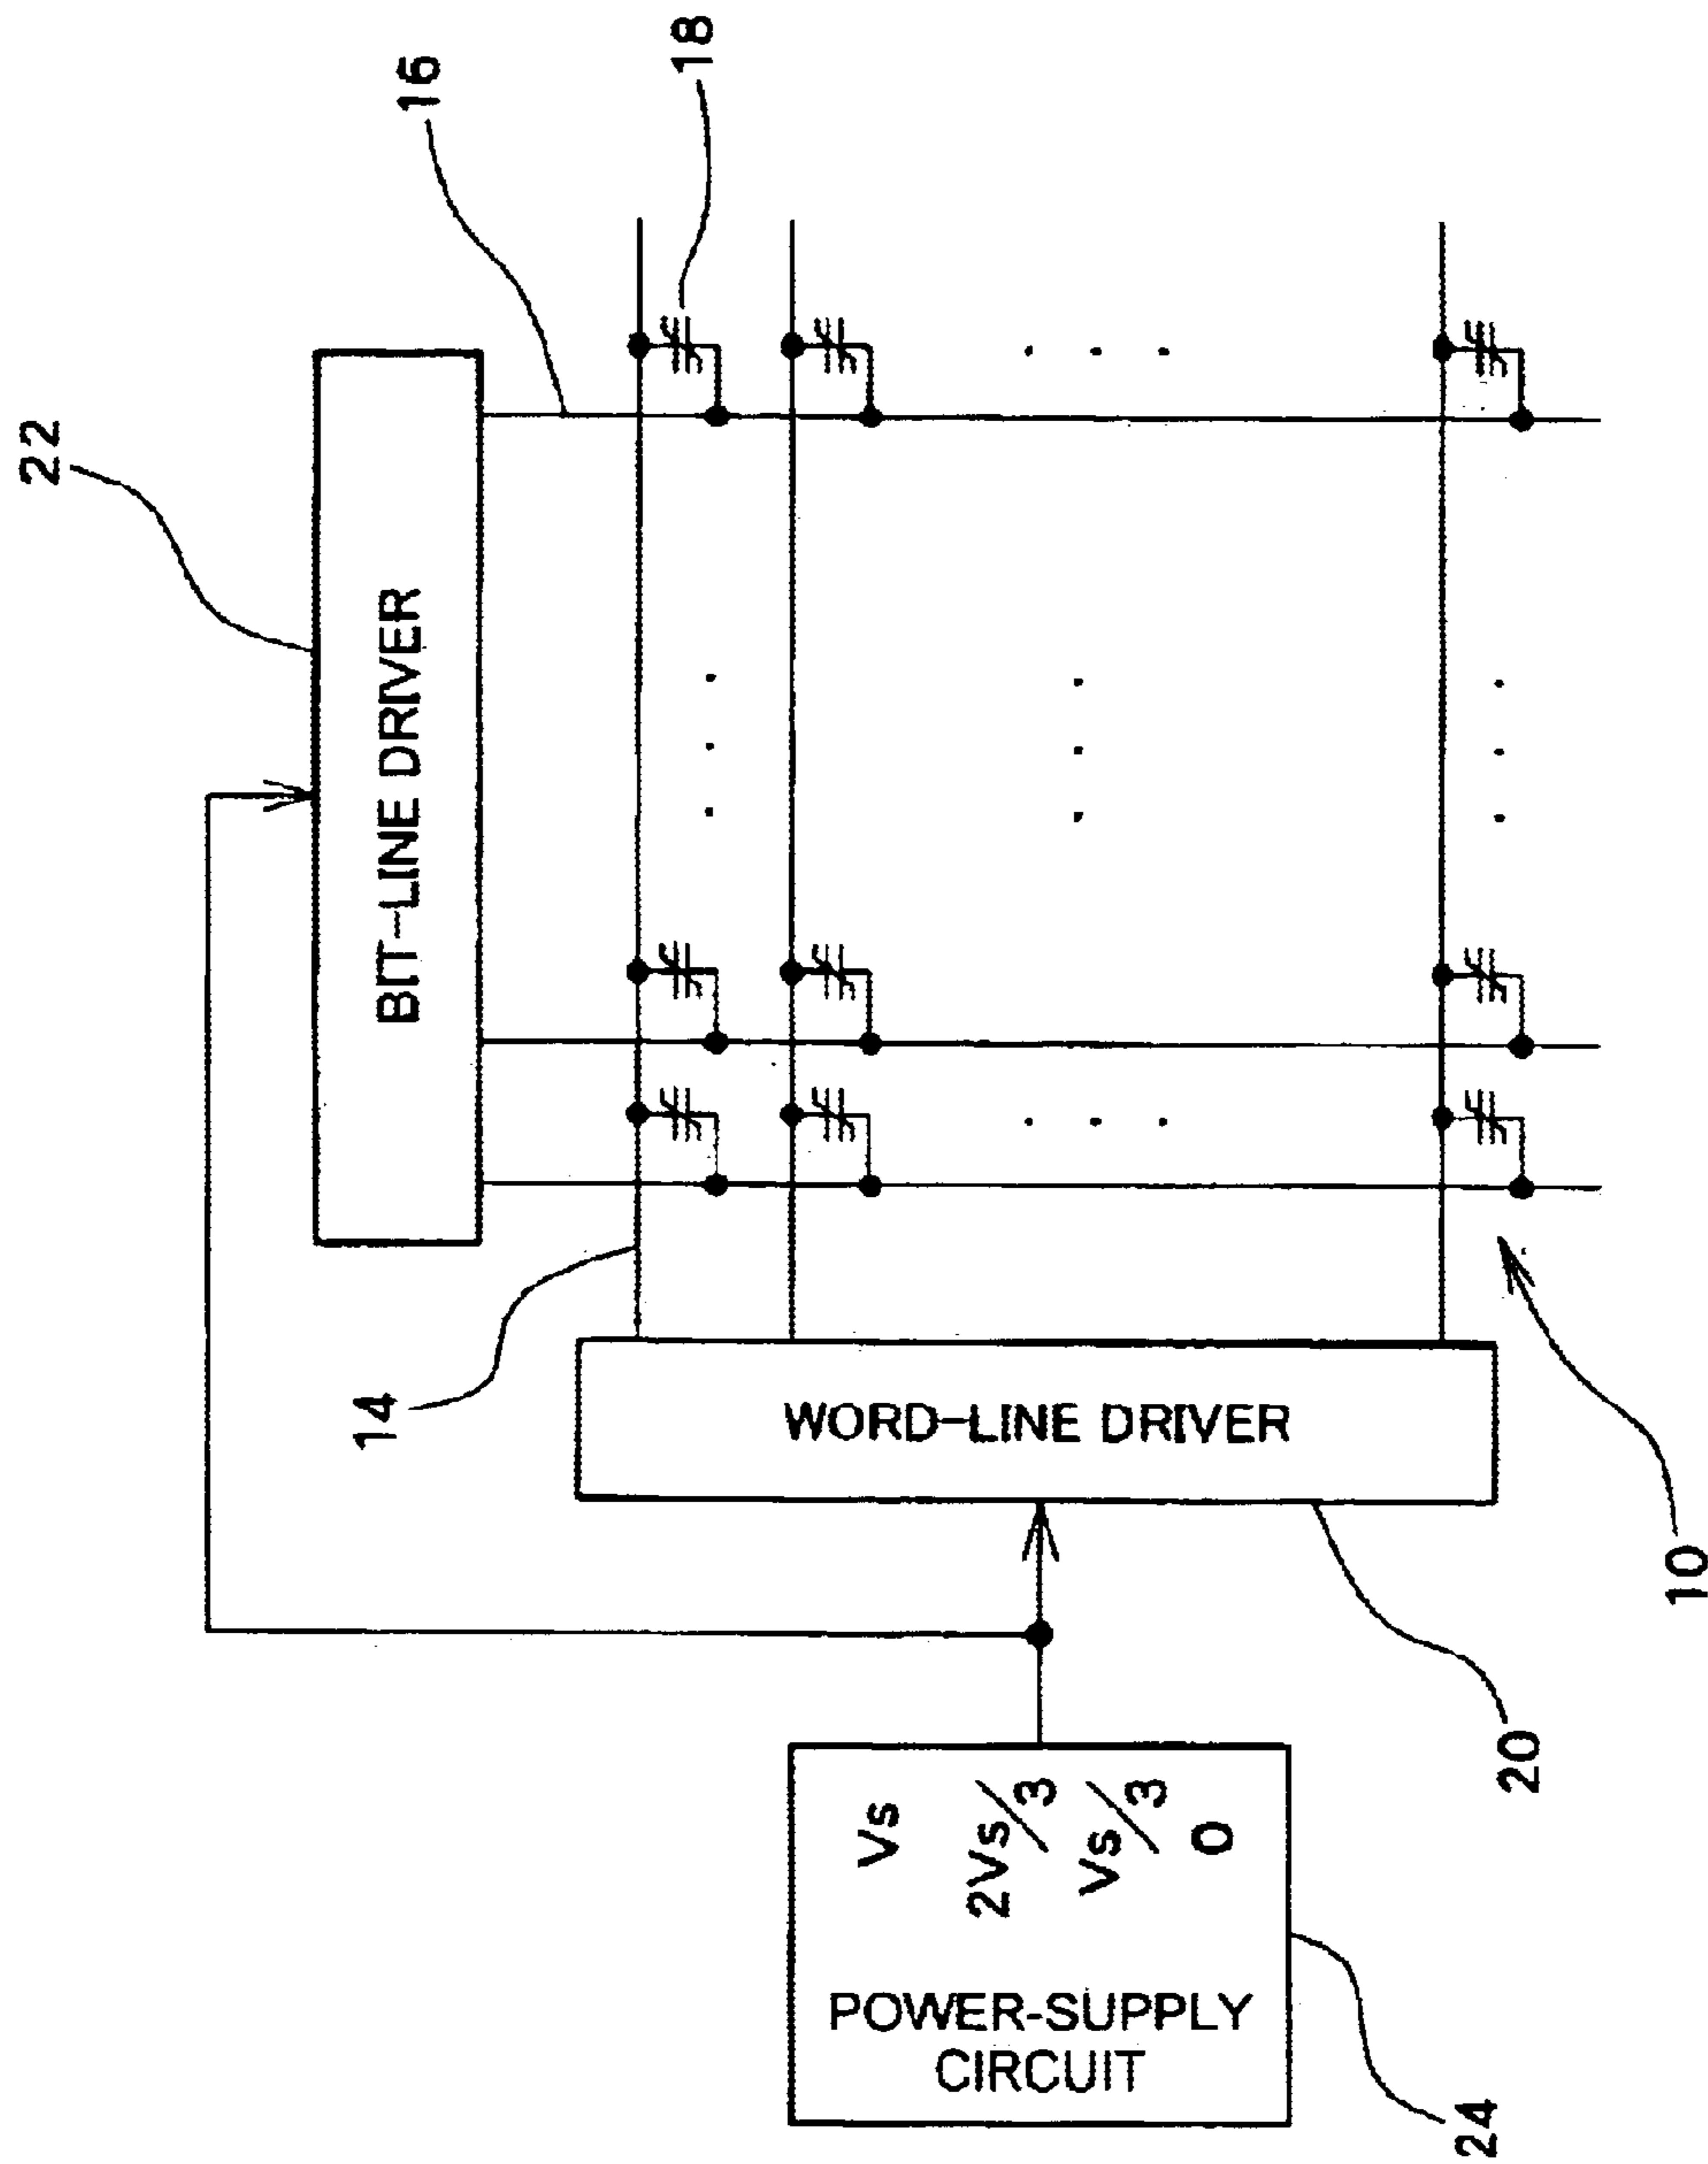 22
16
18
BIT-LINE DRIVER
14
WORD-LINE DRIVER
10
20
Vs
2Vs/3
Vs/3
0
POWER-SUPPLY
CIRCUIT
24